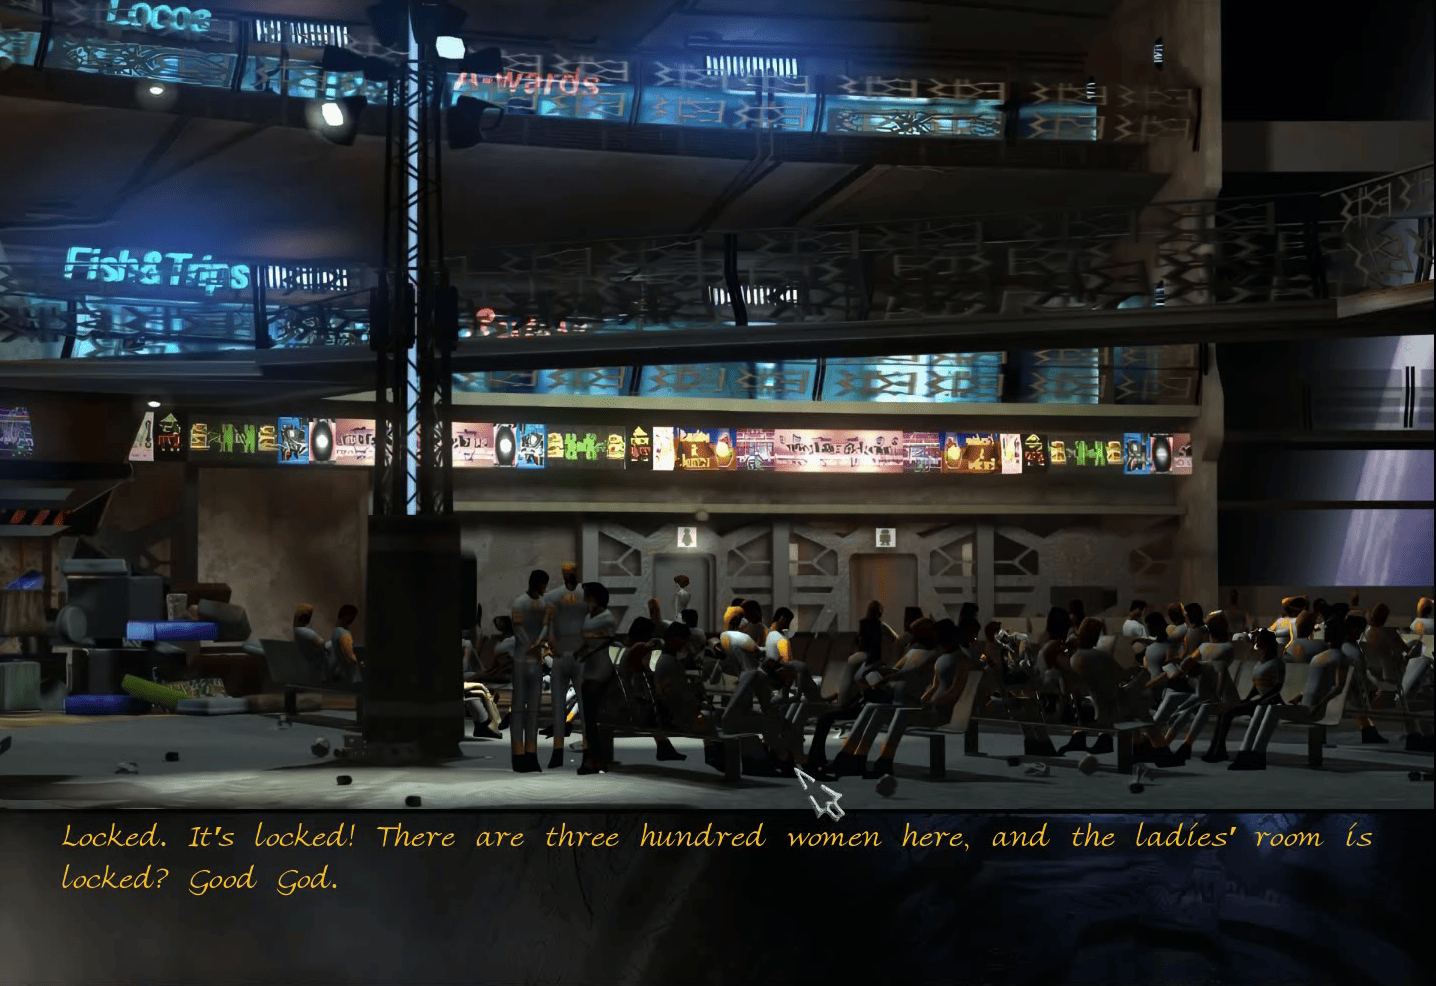 Locos
A-wards
Fish&Trips
Locked. It's locked! There are three hundred women here, and the ladies' room is
locked? Good God.